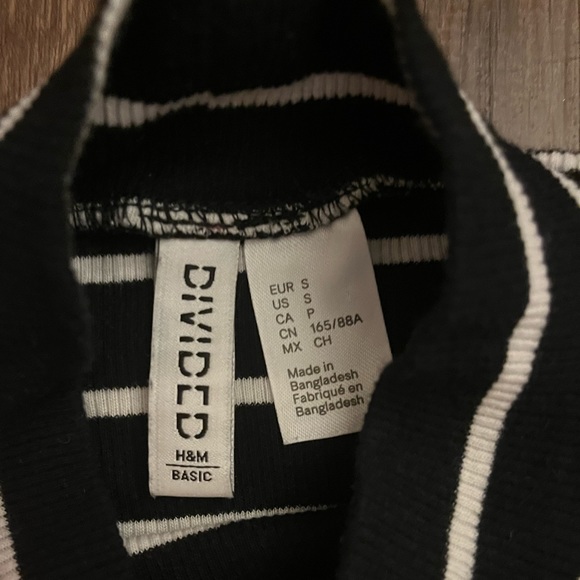 DIVIDED
H&M
BASIC
EUR S
US S
CA P
CN 165/88A
MX CH
Made in
Bangladesh
Fabriqué en
Bangladesh